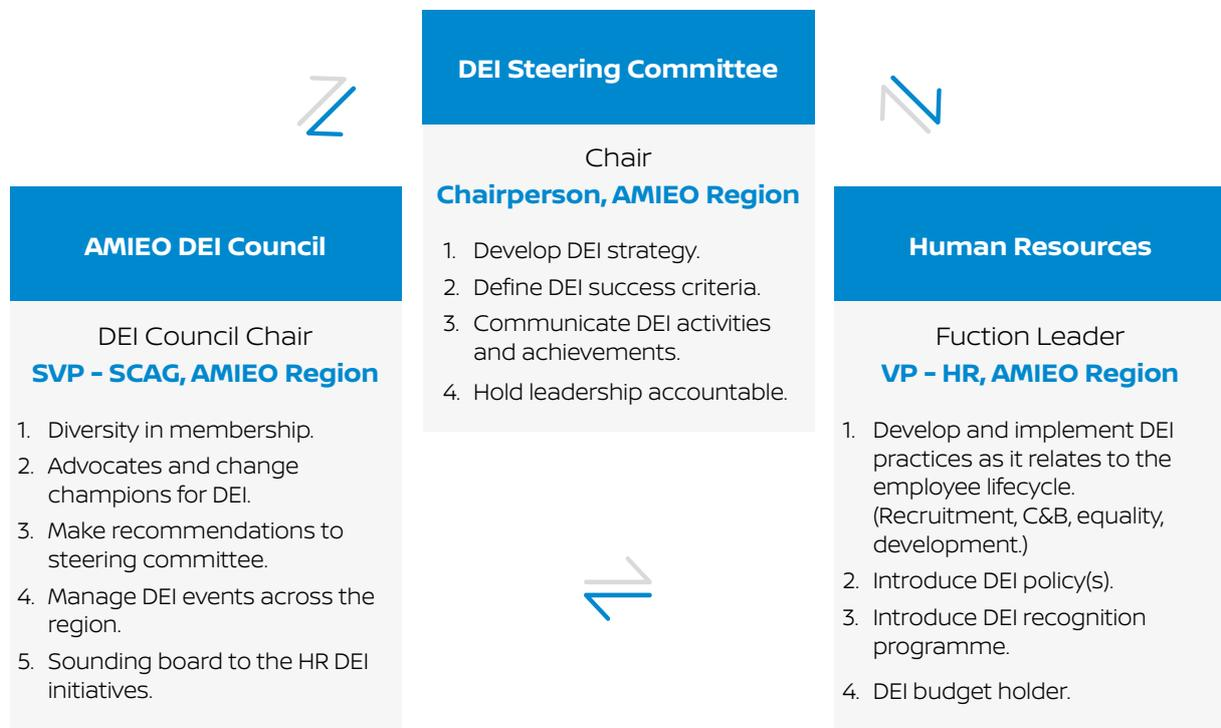 DEI Steering Committee
Chair
Chairperson, AMIEO Region
1. Develop DEI strategy.
2. Define DEI success criteria.
3. Communicate DEI activities
and achievements.
4. Hold leadership accountable.
AMIEO DEI Council
DEI Council Chair
SVP – SCAG, AMIEO Region
1. Diversity in membership.
2. Advocates and change
champions for DEI.
3. Make recommendations to
steering committee.
4. Manage DEI events across the
region.
5. Sounding board to the HR DEI
initiatives.
Human Resources
Fuction Leader
VP – HR, AMIEO Region
1. Develop and implement DEI
practices as it relates to the
employee lifecycle.
(Recruitment, C&B, equality,
development.)
2. Introduce DEI policy(s).
3. Introduce DEI recognition
programme.
4. DEI budget holder.